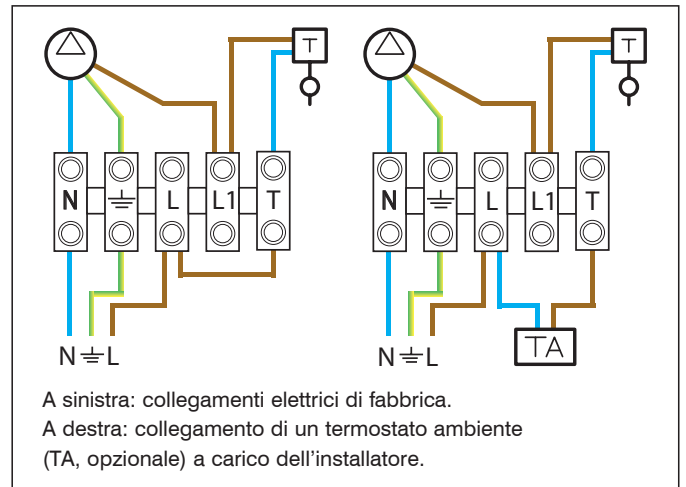 T T
N ⏚ L L1 T N ⏚ L L1 T
N ⏚ L N ⏚ L TA
A sinistra: collegamenti elettrici di fabbrica.
A destra: collegamento di un termostato ambiente
(TA, opzionale) a carico dell'installatore.